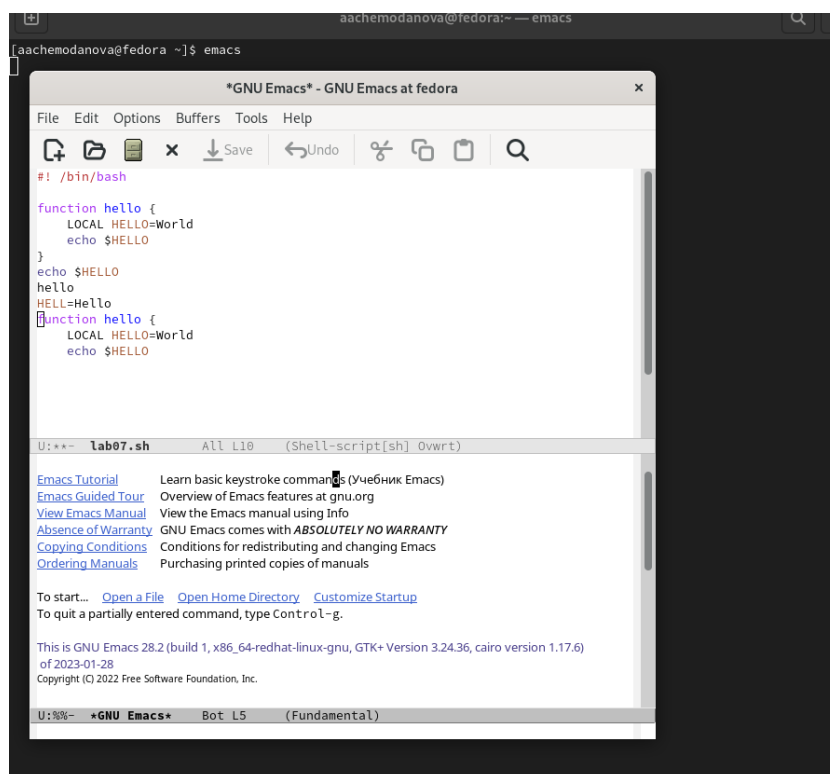 aachemodanova@fedora:~ — emacs
[aachemodanova@fedora ~]$ emacs
*GNU Emacs* - GNU Emacs at fedora
File Edit Options Buffers Tools Help
Save Undo
#! /bin/bash
function hello {
    LOCAL HELLO=World
    echo $HELLO
}
echo $HELLO
hello
HELL=Hello
function hello {
    LOCAL HELLO=World
    echo $HELLO
U:**-  lab07.sh       All L10    (Shell-script[sh] Ovwrt)
Emacs Tutorial Learn basic keystroke commands (Учебник Emacs)
Emacs Guided Tour Overview of Emacs features at gnu.org
View Emacs Manual View the Emacs manual using Info
Absence of Warranty GNU Emacs comes with ABSOLUTELY NO WARRANTY
Copying Conditions Conditions for redistributing and changing Emacs
Ordering Manuals Purchasing printed copies of manuals
To start... Open a File Open Home Directory Customize Startup
To quit a partially entered command, type Control-g.
This is GNU Emacs 28.2 (build 1, x86_64-redhat-linux-gnu, GTK+ Version 3.24.36, cairo version 1.17.6)
of 2023-01-28
Copyright (C) 2022 Free Software Foundation, Inc.
U:%%-  *GNU Emacs*    Bot L5     (Fundamental)